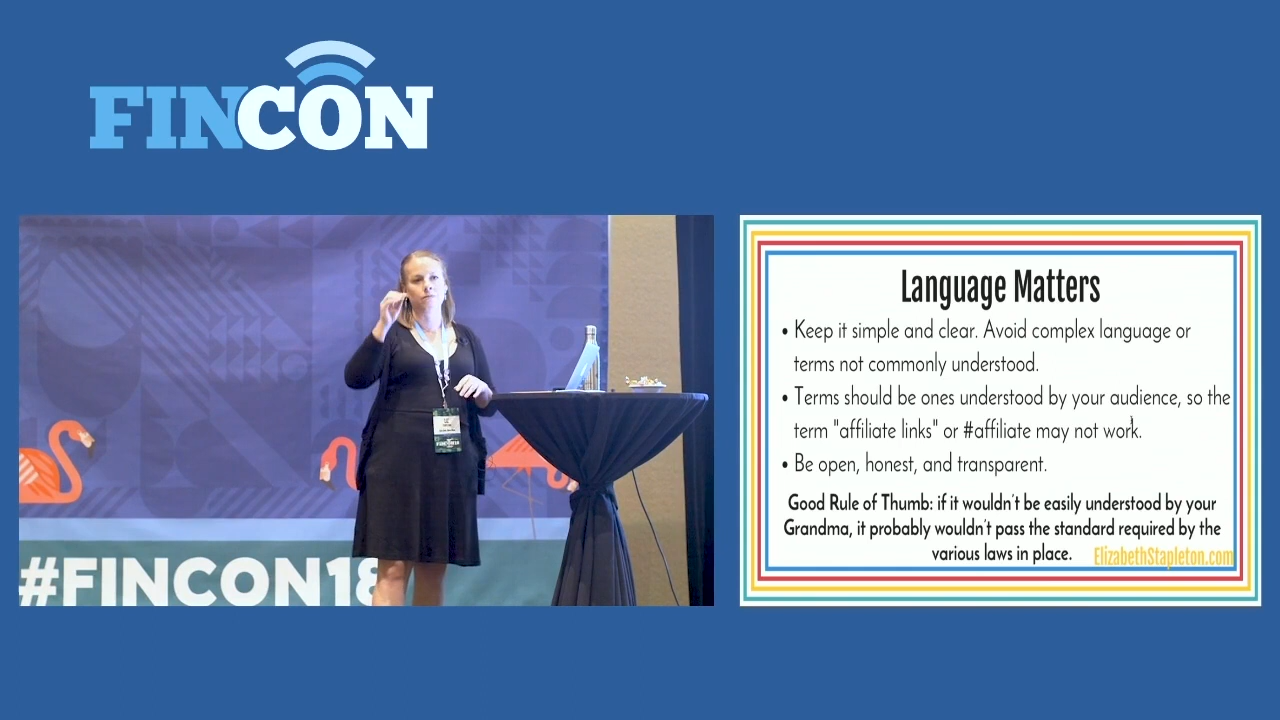 FINCON
#FINCON18
Language Matters
• Keep it simple and clear. Avoid complex language or
terms not commonly understood.
• Terms should be ones understood by your audience, so the
term "affiliate links" or #affiliate may not work.
• Be open, honest, and transparent.
Good Rule of Thumb: if it wouldn't be easily understood by your
Grandma, it probably wouldn't pass the standard required by the
various laws in place.
ElizabethStapleton.com